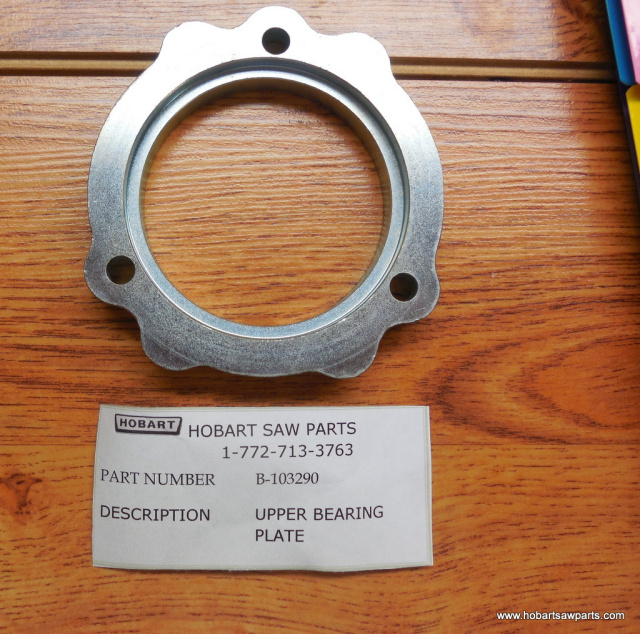 HOBART
HOBART SAW PARTS
1-772-713-3763
PART NUMBER B-103290
DESCRIPTION UPPER BEARING
PLATE
www.hobartsawparts.com